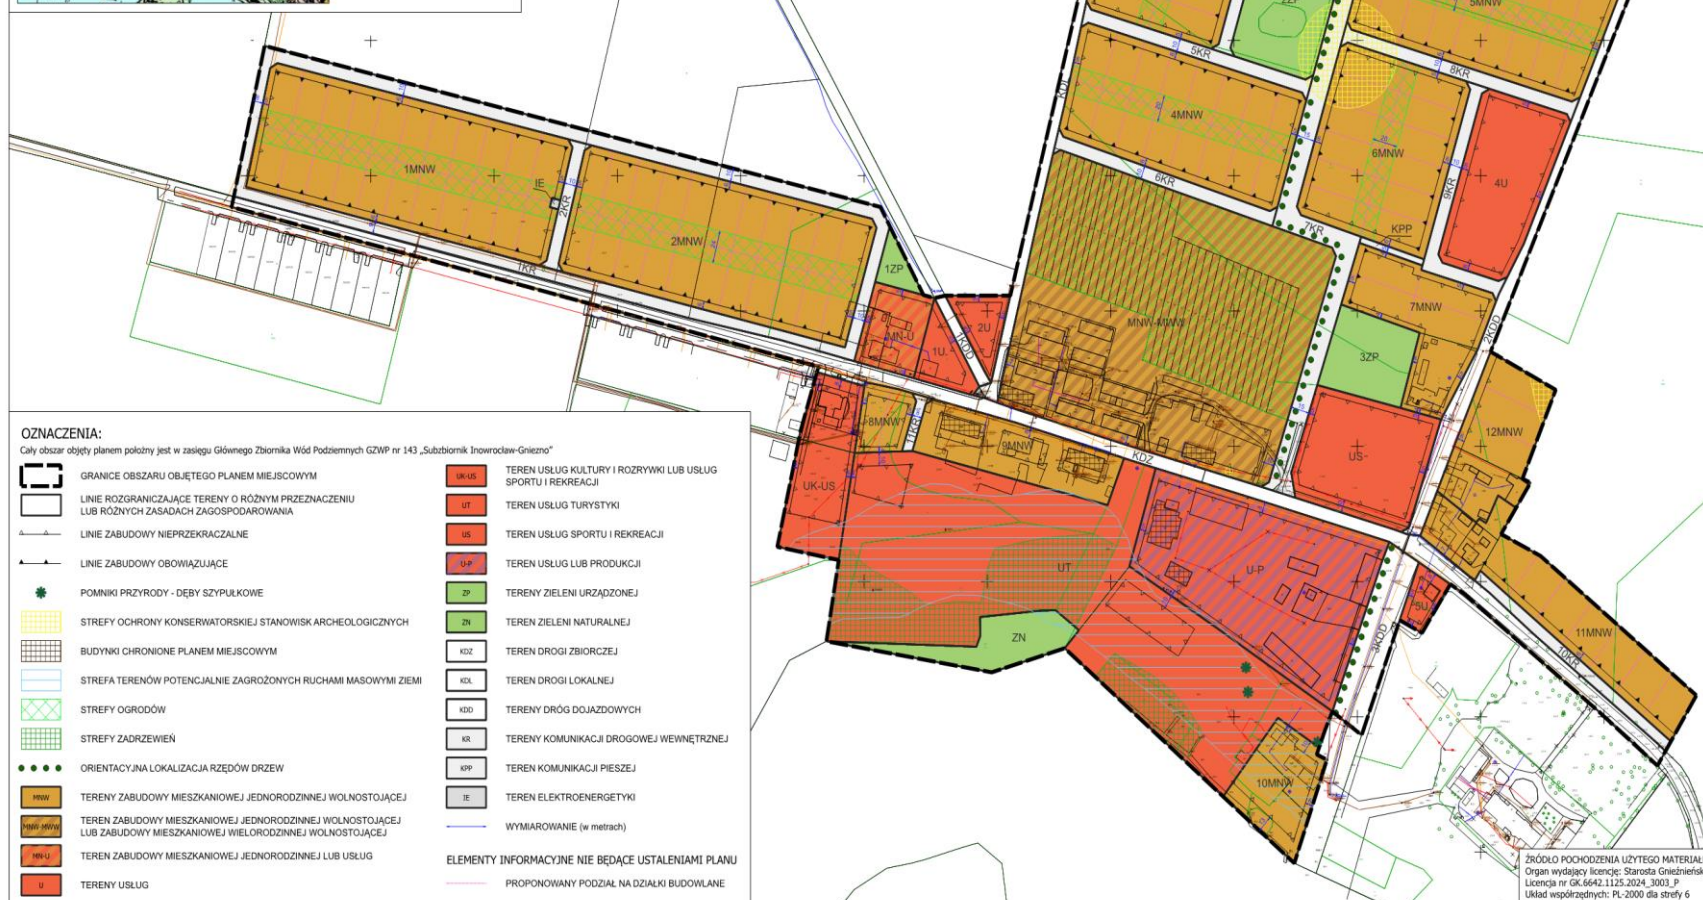 2ZP
5MNW
5KR
8KR
KDL
4MNW
6MNW
4U
1MNW
IE
2KR
6KR
9KR
7KR
KPP
2MNW
1KR
1ZP
7MNW
MN-U
1U
2U
1KDD
MNW-MWW
3ZP
2KDD
8MNW
11KR
9MNW
KDZ
US
12MNW
UK-US
UT
U-P
5U
ZN
3KDD
11MNW
10KR
10MNW
OZNACZENIA:
Cały obszar objęty planem położny jest w zasięgu Głównego Zbiornika Wód Podziemnych GZWP nr 143 „Subzbiornik Inowrocław-Gniezno”
GRANICE OBSZARU OBJĘTEGO PLANEM MIEJSCOWYM
LINIE ROZGRANICZAJĄCE TERENY O RÓŻNYM PRZEZNACZENIU
LUB RÓŻNYCH ZASADACH ZAGOSPODAROWANIA
LINIE ZABUDOWY NIEPRZEKRACZALNE
LINIE ZABUDOWY OBOWIĄZUJĄCE
POMNIKI PRZYRODY - DĘBY SZYPUŁKOWE
STREFY OCHRONY KONSERWATORSKIEJ STANOWISK ARCHEOLOGICZNYCH
BUDYNKI CHRONIONE PLANEM MIEJSCOWYM
STREFA TERENÓW POTENCJALNIE ZAGROŻONYCH RUCHAMI MASOWYMI ZIEMI
STREFY OGRODÓW
STREFY ZADRZEWIEŃ
ORIENTACYJNA LOKALIZACJA RZĘDÓW DRZEW
MNW TERENY ZABUDOWY MIESZKANIOWEJ JEDNORODZINNEJ WOLNOSTOJĄCEJ
MNW-MWW TEREN ZABUDOWY MIESZKANIOWEJ JEDNORODZINNEJ WOLNOSTOJĄCEJ
LUB ZABUDOWY MIESZKANIOWEJ WIELORODZINNEJ WOLNOSTOJĄCEJ
MN-U TEREN ZABUDOWY MIESZKANIOWEJ JEDNORODZINNEJ LUB USŁUG
U TERENY USŁUG
UK-US TEREN USŁUG KULTURY I ROZRYWKI LUB USŁUG
SPORTU I REKREACJI
UT TEREN USŁUG TURYSTYKI
US TEREN USŁUG SPORTU I REKREACJI
U-P TEREN USŁUG LUB PRODUKCJI
ZP TERENY ZIELENI URZĄDZONEJ
ZN TEREN ZIELENI NATURALNEJ
KDZ TEREN DROGI ZBIORCZEJ
KDL TEREN DROGI LOKALNEJ
KDD TERENY DRÓG DOJAZDOWYCH
KR TERENY KOMUNIKACJI DROGOWEJ WEWNĘTRZNEJ
KPP TEREN KOMUNIKACJI PIESZEJ
IE TEREN ELEKTROENERGETYKI
WYMIAROWANIE (w metrach)
ELEMENTY INFORMACYJNE NIE BĘDĄCE USTALENIAMI PLANU
PROPONOWANY PODZIAŁ NA DZIAŁKI BUDOWLANE
ŹRÓDŁO POCHODZENIA UŻYTEGO MATERIAŁ
Organ wydający licencję: Starosta Gnieźnieńsk
Licencja nr GK.6642.1125.2024_3003_P
Układ współrzędnych: PL-2000 dla strefy 6